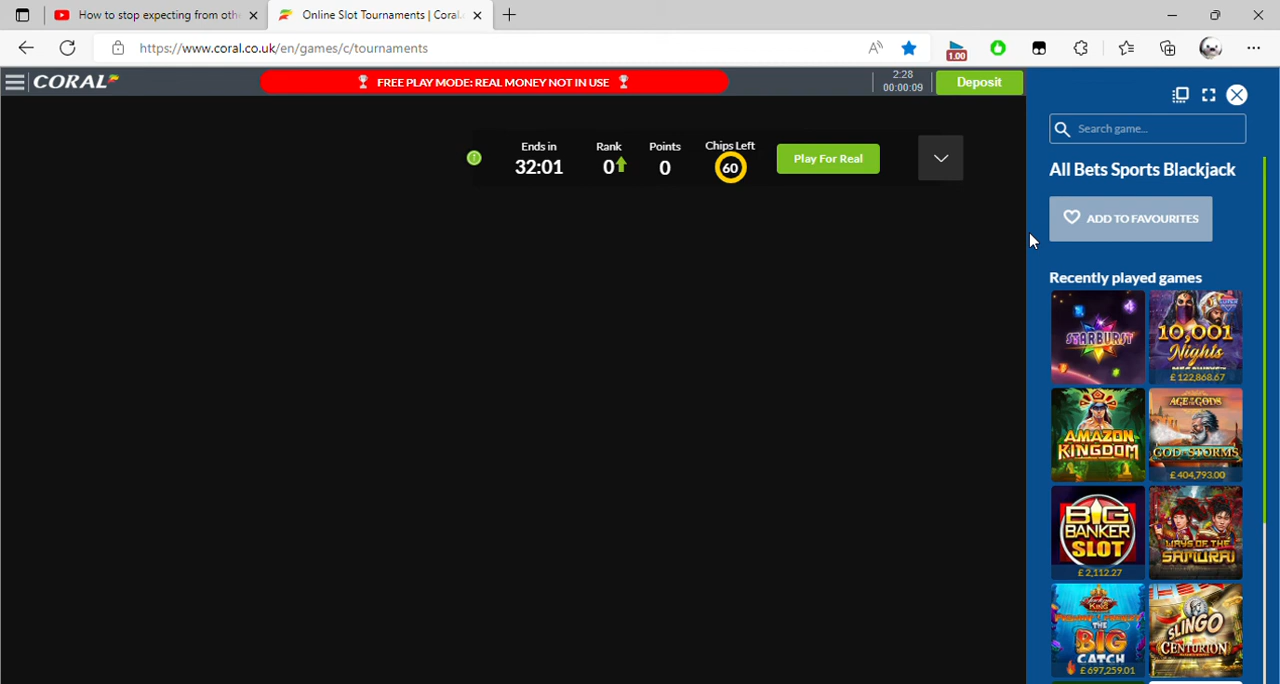 How to stop expecting from oth
Online Slot Tournaments | Coral.
https://www.coral.co.uk/en/games/c/tournaments
1.00
CORAL
FREE PLAY MODE: REAL MONEY NOT IN USE
2:28
00:00:09
Deposit
Ends in
32:01
Rank
0
Points
0
Chips Left
60
Play For Real
Search game...
All Bets Sports Blackjack
ADD TO FAVOURITES
Recently played games
STARBURST
10,001
Nights
£ 122,868.67
AMAZON
KINGDOM
AGE OF THE GODS
GOD OF STORMS
£ 404,793.00
BIG
BANKER
SLOT
£ 2,112.27
WAYS OF THE
SAMURAI
THE
BIG
CATCH
£ 697,259.01
SLINGO
CENTURION